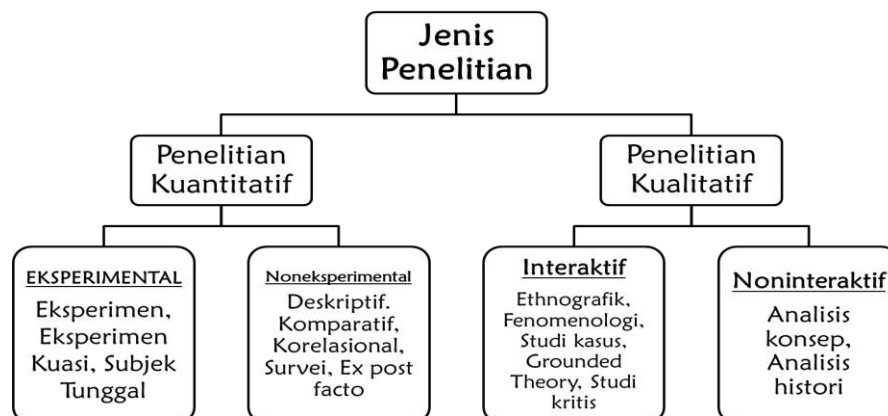 Jenis
Penelitian
Penelitian
Kuantitatif
Penelitian
Kualitatif
EKSPERIMENTAL
Eksperimen,
Eksperimen
Kuasi, Subjek
Tunggal
Noneksperimental
Deskriptif.
Komparatif,
Korelasional,
Survei, Ex post
facto
Interaktif
Ethnografik,
Fenomenologi,
Studi kasus,
Grounded
Theory, Studi
kritis
Noninteraktif
Analisis
konsep,
Analisis
histori